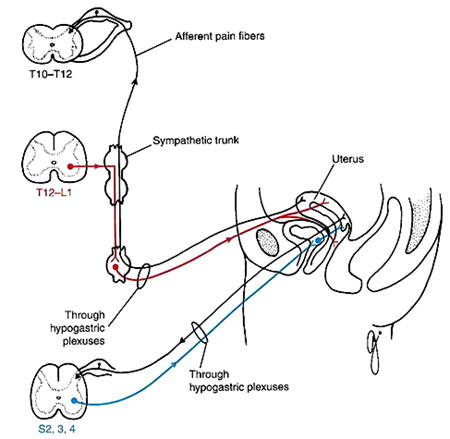 Afferent pain fibers
T10–T12
Sympathetic trunk
Uterus
T12–L1
Through
hypogastric
plexuses
Through
hypogastric plexuses
S2, 3, 4